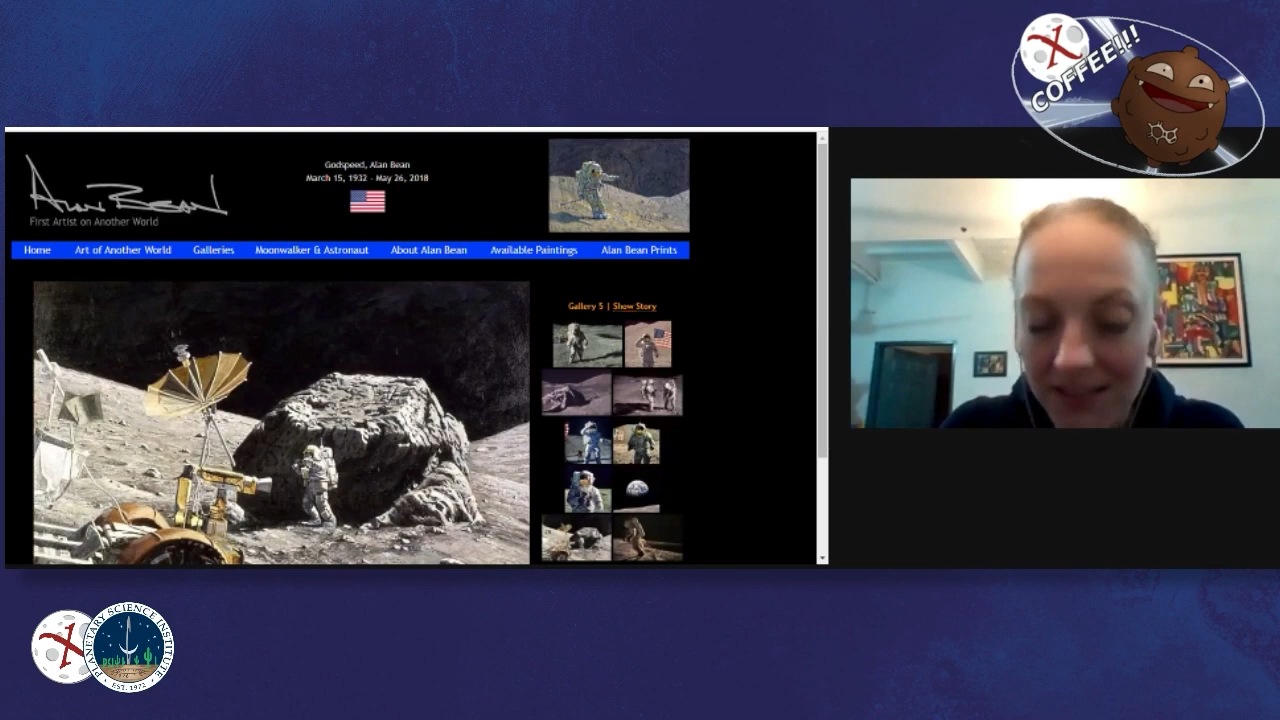 COFFEE!!!
X
Alan Bean
First Artist on Another World
Godspeed, Alan Bean
March 15, 1932 - May 26, 2018
Home Art of Another World Galleries Moonwalker & Astronaut About Alan Bean Available Paintings Alan Bean Prints
Gallery 5 | Show Story
X
PLANETARY SCIENCE INSTITUTE
EST. 1972